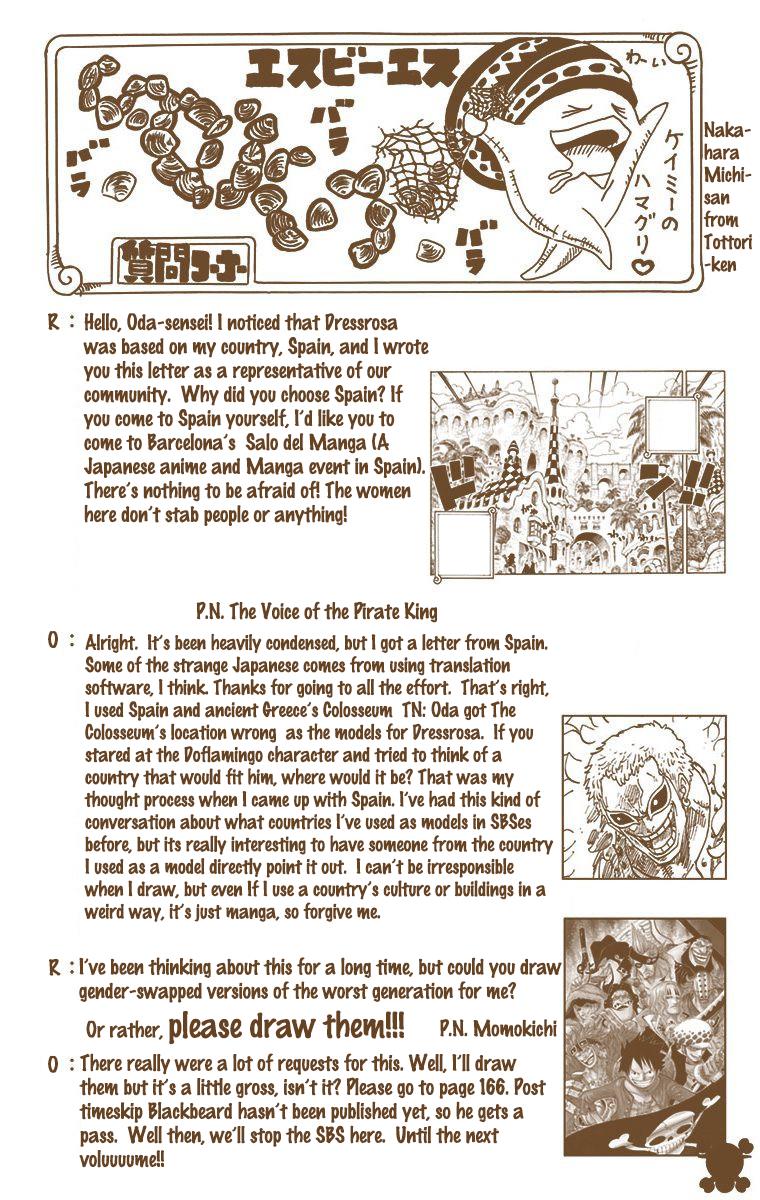 エスビーエス
わーい
バラ
バラ
バラ
ケイミーの
ハマグリ♡
質問コーナー
Naka-
hara
Michi-
san
from
Tottori
-ken
R : Hello, Oda-sensei! I noticed that Dressrosa
was based on my country, Spain, and I wrote
you this letter as a representative of our
community. Why did you choose Spain? If
you come to Spain yourself, I'd like you to
come to Barcelona's Salo del Manga (A
Japanese anime and Manga event in Spain).
There's nothing to be afraid of! The women
here don't stab people or anything!
P.N. The Voice of the Pirate King
O : Alright. It's been heavily condensed, but I got a letter from Spain.
Some of the strange Japanese comes from using translation
software, I think. Thanks for going to all the effort. That's right,
I used Spain and ancient Greece's Colosseum TN: Oda got The
Colosseum's location wrong as the models for Dressrosa. If you
stared at the Doflamingo character and tried to think of a
country that would fit him, where would it be? That was my
thought process when I came up with Spain. I've had this kind of
conversation about what countries I've used as models in SBSes
before, but its really interesting to have someone from the country
I used as a model directly point it out. I can't be irresponsible
when I draw, but even If I use a country's culture or buildings in a
weird way, it's just manga, so forgive me.
R : I've been thinking about this for a long time, but could you draw
gender-swapped versions of the worst generation for me?
Or rather, please draw them!!! P.N. Momokichi
O : There really were a lot of requests for this. Well, I'll draw
them but it's a little gross, isn't it? Please go to page 166. Post
timeskip Blackbeard hasn't been published yet, so he gets a
pass. Well then, we'll stop the SBS here. Until the next
voluuuume!!